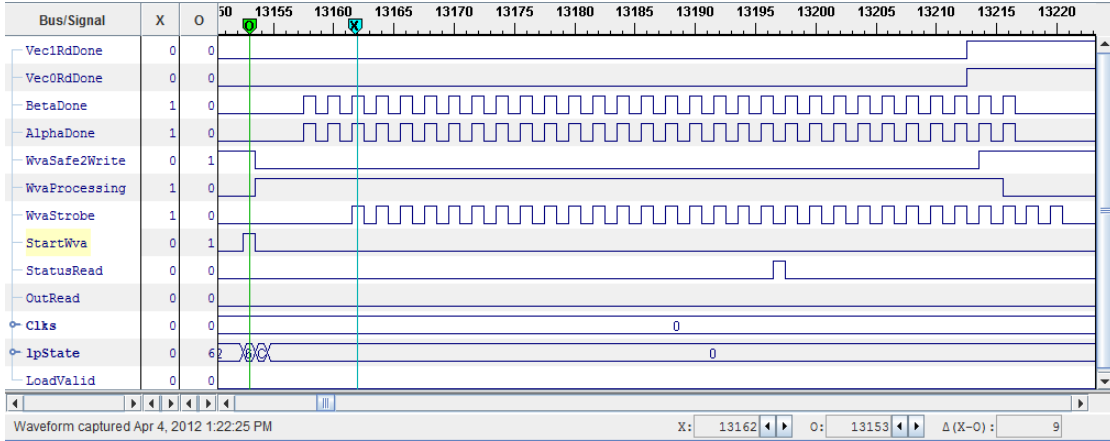 Bus/Signal X O 50 13155 13160 13165 13170 13175 13180 13185 13190 13195 13200 13205 13210 13215 13220
O X
Vec1RdDone 0 0
Vec0RdDone 0 0
BetaDone 1 0
AlphaDone 1 0
WvaSafe2Write 0 1
WvaProcessing 1 0
WvaStrobe 1 0
StartWva 0 1
StatusRead 0 0
OutRead 0 0
Clks 0 0 0
lpState 0 6 2 6 C 0
LoadValid 0 0
Waveform captured Apr 4, 2012 1:22:25 PM X: 13162 O: 13153 Δ(X-O): 9